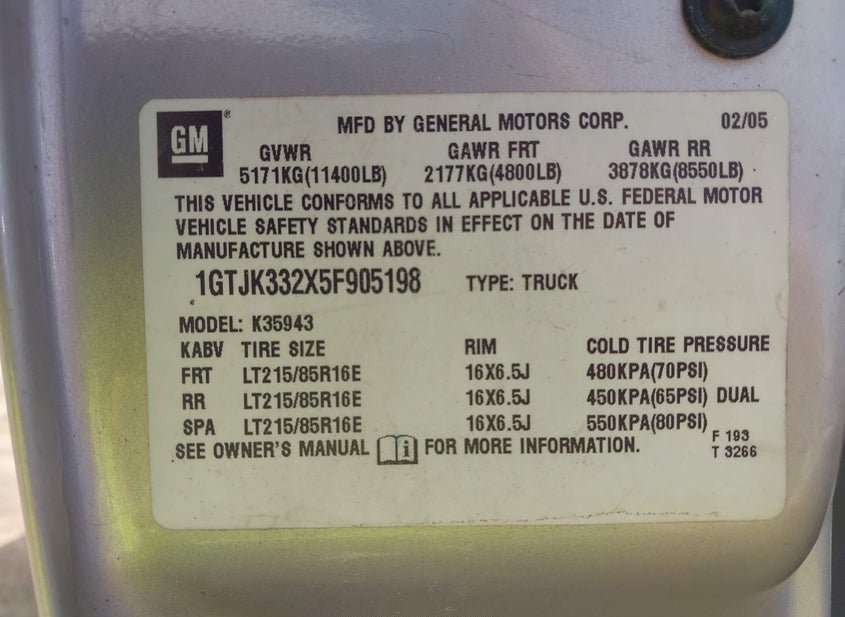 GM® MFD BY GENERAL MOTORS CORP. 02/05
GVWR GAWR FRT GAWR RR
5171KG(11400LB) 2177KG(4800LB) 3878KG(8550LB)
THIS VEHICLE CONFORMS TO ALL APPLICABLE U.S. FEDERAL MOTOR
VEHICLE SAFETY STANDARDS IN EFFECT ON THE DATE OF
MANUFACTURE SHOWN ABOVE.
1GTJK332X5F905198 TYPE: TRUCK
MODEL: K35943
KABV TIRE SIZE RIM COLD TIRE PRESSURE
FRT LT215/85R16E 16X6.5J 480KPA(70PSI)
RR LT215/85R16E 16X6.5J 450KPA(65PSI) DUAL
SPA LT215/85R16E 16X6.5J 550KPA(80PSI)
SEE OWNER'S MANUAL i FOR MORE INFORMATION.
F 193
T 3266